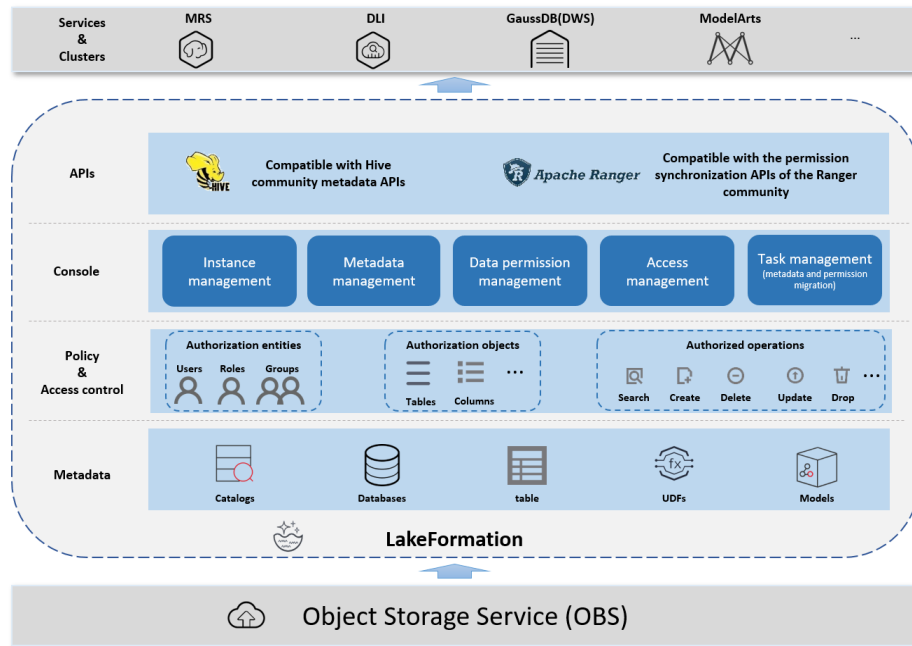 Services
&
Clusters
MRS
DLI
GaussDB(DWS)
ModelArts
...
APIs
HIVE
Compatible with Hive
community metadata APIs
R
Apache Ranger
Compatible with the permission
synchronization APIs of the Ranger
community
Console
Instance
management
Metadata
management
Data permission
management
Access
management
Task management
(metadata and permission
migration)
Policy
&
Access control
Authorization entities
Users
Roles
Groups
Authorization objects
Tables
Columns
...
Authorized operations
Search
Create
Delete
Update
Drop
...
Metadata
Catalogs
Databases
table
fx
UDFs
Models
LakeFormation
Object Storage Service (OBS)